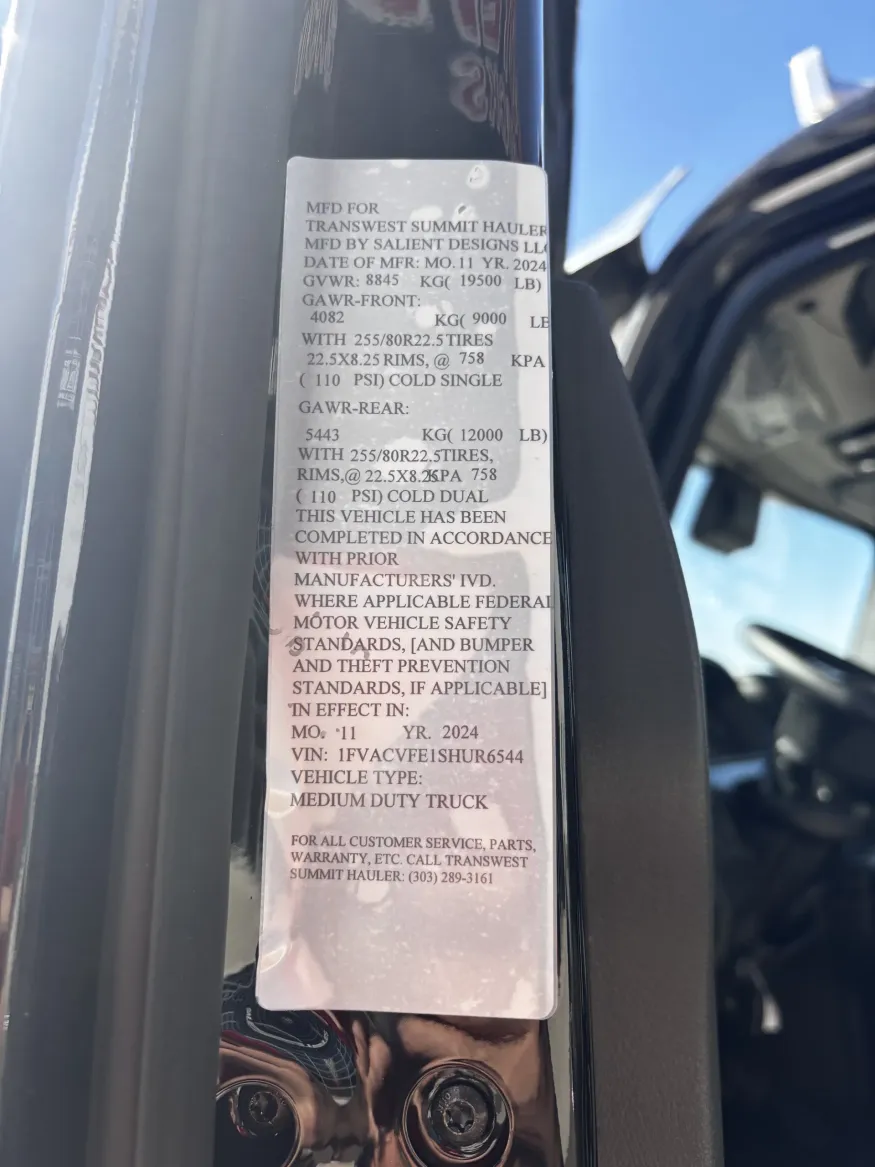 MFD FOR
TRANSWEST SUMMIT HAULER
MFD BY SALIENT DESIGNS LLC
DATE OF MFR: MO. 11 YR. 2024
GVWR: 8845 KG( 19500 LB)
GAWR-FRONT:
4082 KG( 9000 LB
WITH 255/80R22.5 TIRES
22.5X8.25 RIMS, @ 758 KPA
( 110 PSI) COLD SINGLE
GAWR-REAR:
5443 KG( 12000 LB)
WITH 255/80R22.5TIRES,
RIMS,@ 22.5X8.25KPA 758
( 110 PSI) COLD DUAL
THIS VEHICLE HAS BEEN
COMPLETED IN ACCORDANCE
WITH PRIOR
MANUFACTURERS' IVD.
WHERE APPLICABLE FEDERAL
MOTOR VEHICLE SAFETY
STANDARDS, [AND BUMPER
AND THEFT PREVENTION
STANDARDS, IF APPLICABLE]
IN EFFECT IN:
MO. 11 YR. 2024
VIN: 1FVACVFE1SHUR6544
VEHICLE TYPE:
MEDIUM DUTY TRUCK
FOR ALL CUSTOMER SERVICE, PARTS,
WARRANTY, ETC. CALL TRANSWEST
SUMMIT HAULER: (303) 289-3161